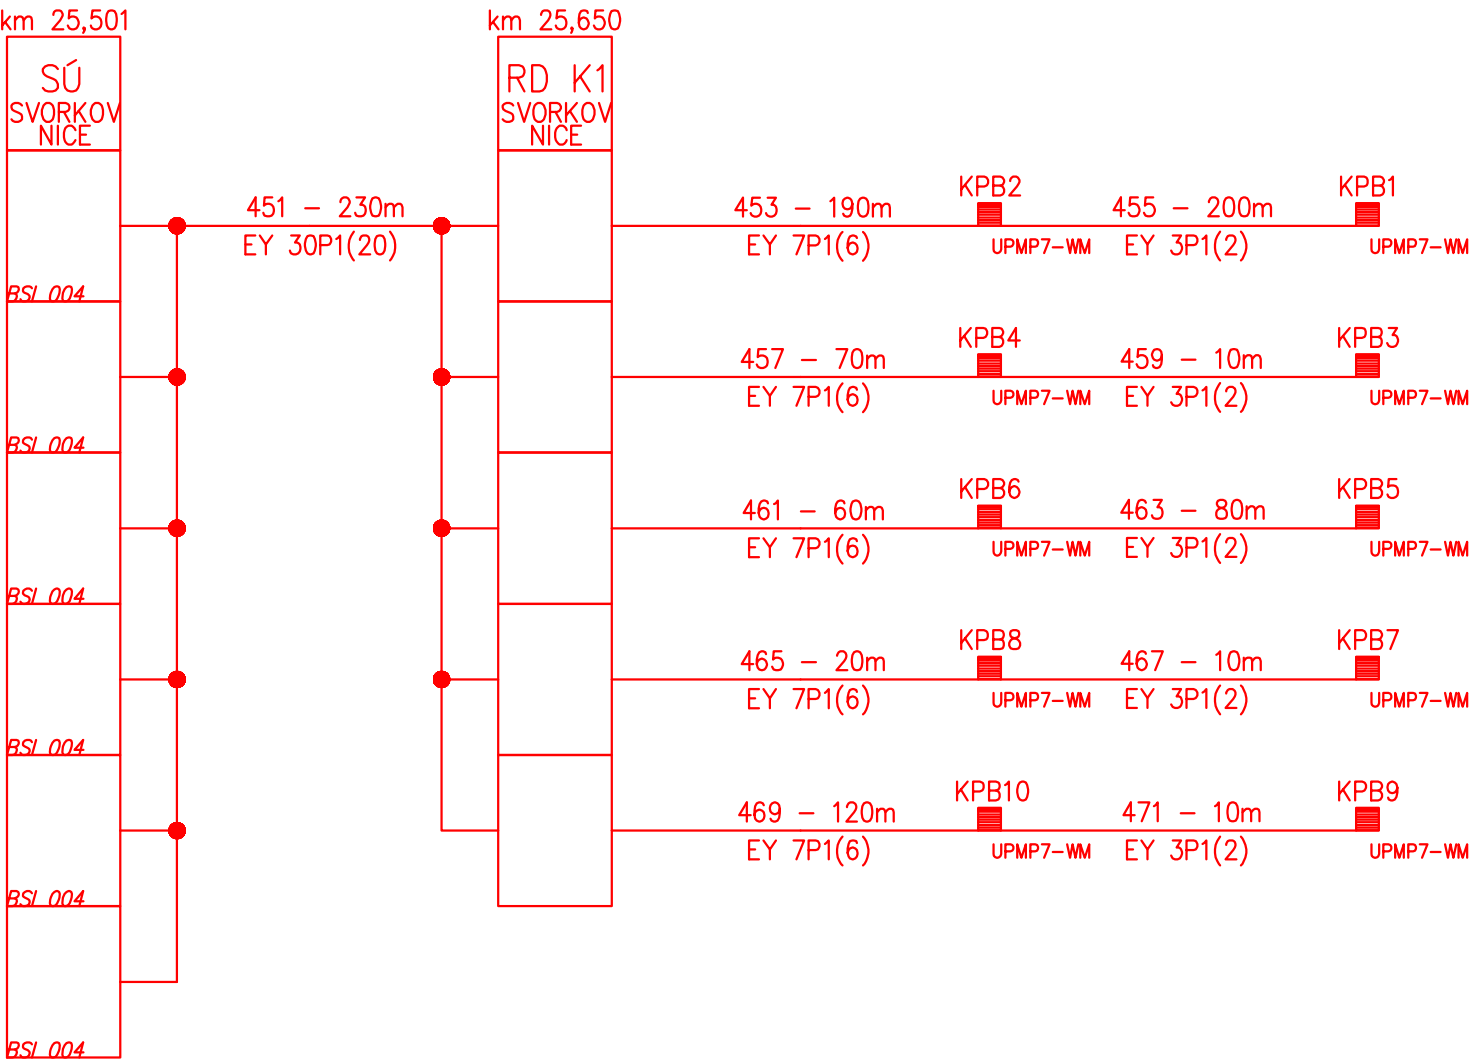 km 25,501
km 25,650
SÚ
SVORKOV
NICE
RD K1
SVORKOV
NICE
451 - 230m
EY 30P1(20)
453 - 190m
EY 7P1(6)
KPB2
UPMP7-WM
455 - 200m
EY 3P1(2)
KPB1
UPMP7-WM
BSI 004
457 - 70m
EY 7P1(6)
KPB4
UPMP7-WM
459 - 10m
EY 3P1(2)
KPB3
UPMP7-WM
BSI 004
461 - 60m
EY 7P1(6)
KPB6
UPMP7-WM
463 - 80m
EY 3P1(2)
KPB5
UPMP7-WM
BSI 004
465 - 20m
EY 7P1(6)
KPB8
UPMP7-WM
467 - 10m
EY 3P1(2)
KPB7
UPMP7-WM
BSI 004
469 - 120m
EY 7P1(6)
KPB10
UPMP7-WM
471 - 10m
EY 3P1(2)
KPB9
UPMP7-WM
BSI 004
BSI 004